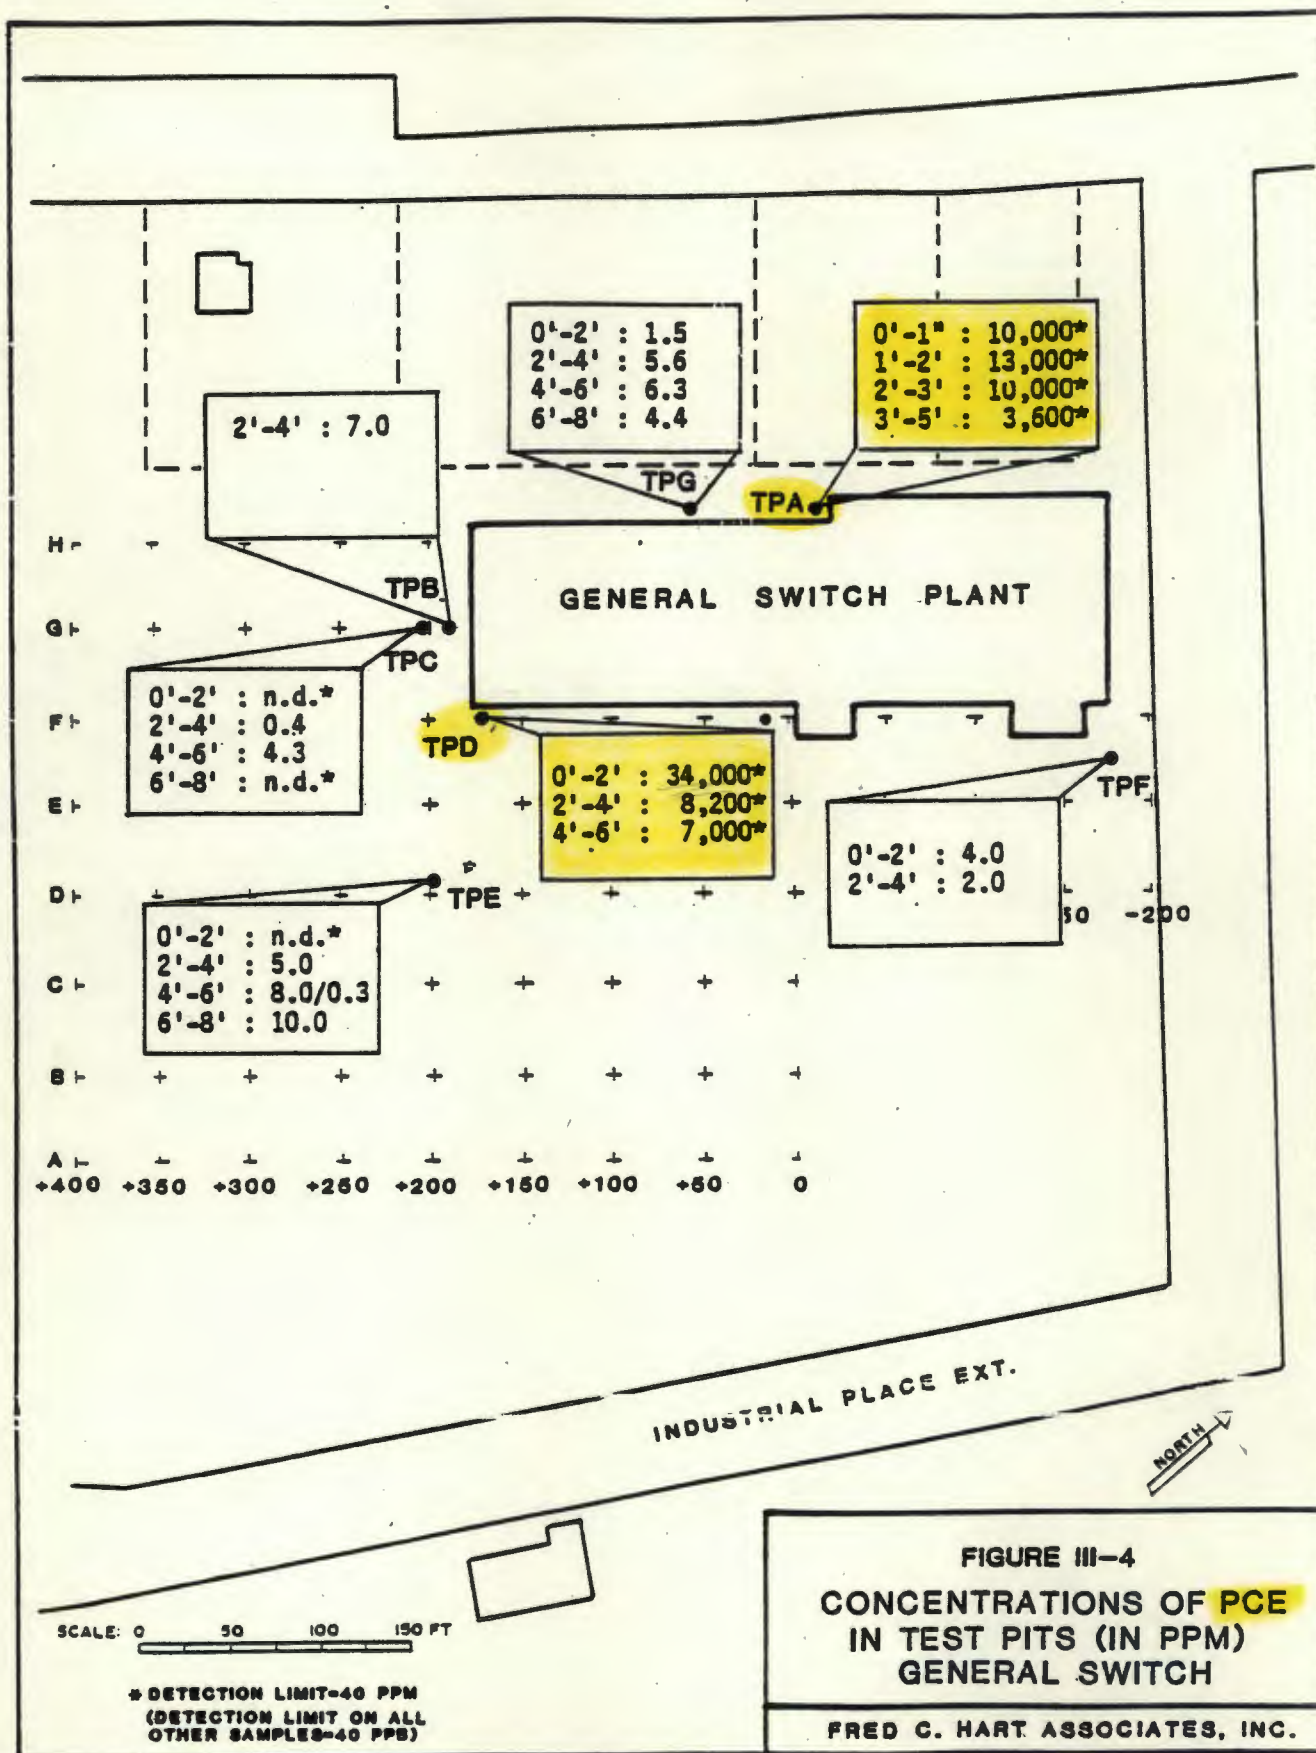 0'-2' : 1.5
2'-4' : 5.6
4'-6' : 6.3
6'-8' : 4.4
0'-1" : 10,000*
1'-2' : 13,000*
2'-3' : 10,000*
3'-5' : 3,600*
2'-4' : 7.0
TPG
TPA
H
TPB
GENERAL SWITCH PLANT
G
TPC
0'-2' : n.d.*
2'-4' : 0.4
4'-6' : 4.3
6'-8' : n.d.*
F
TPD
0'-2' : 34,000*
2'-4' : 8,200*
4'-6' : 7,000*
TPF
E
0'-2' : 4.0
2'-4' : 2.0
D
TPE
50 -200
0'-2' : n.d.*
2'-4' : 5.0
4'-6' : 8.0/0.3
6'-8' : 10.0
C
B
A
+400 +350 +300 +250 +200 +150 +100 +50 0
INDUSTRIAL PLACE EXT.
NORTH
SCALE: 0 50 100 150 FT
* DETECTION LIMIT=40 PPM
(DETECTION LIMIT ON ALL
OTHER SAMPLES=40 PPB)
FIGURE III-4
CONCENTRATIONS OF PCE
IN TEST PITS (IN PPM)
GENERAL SWITCH
FRED C. HART ASSOCIATES, INC.